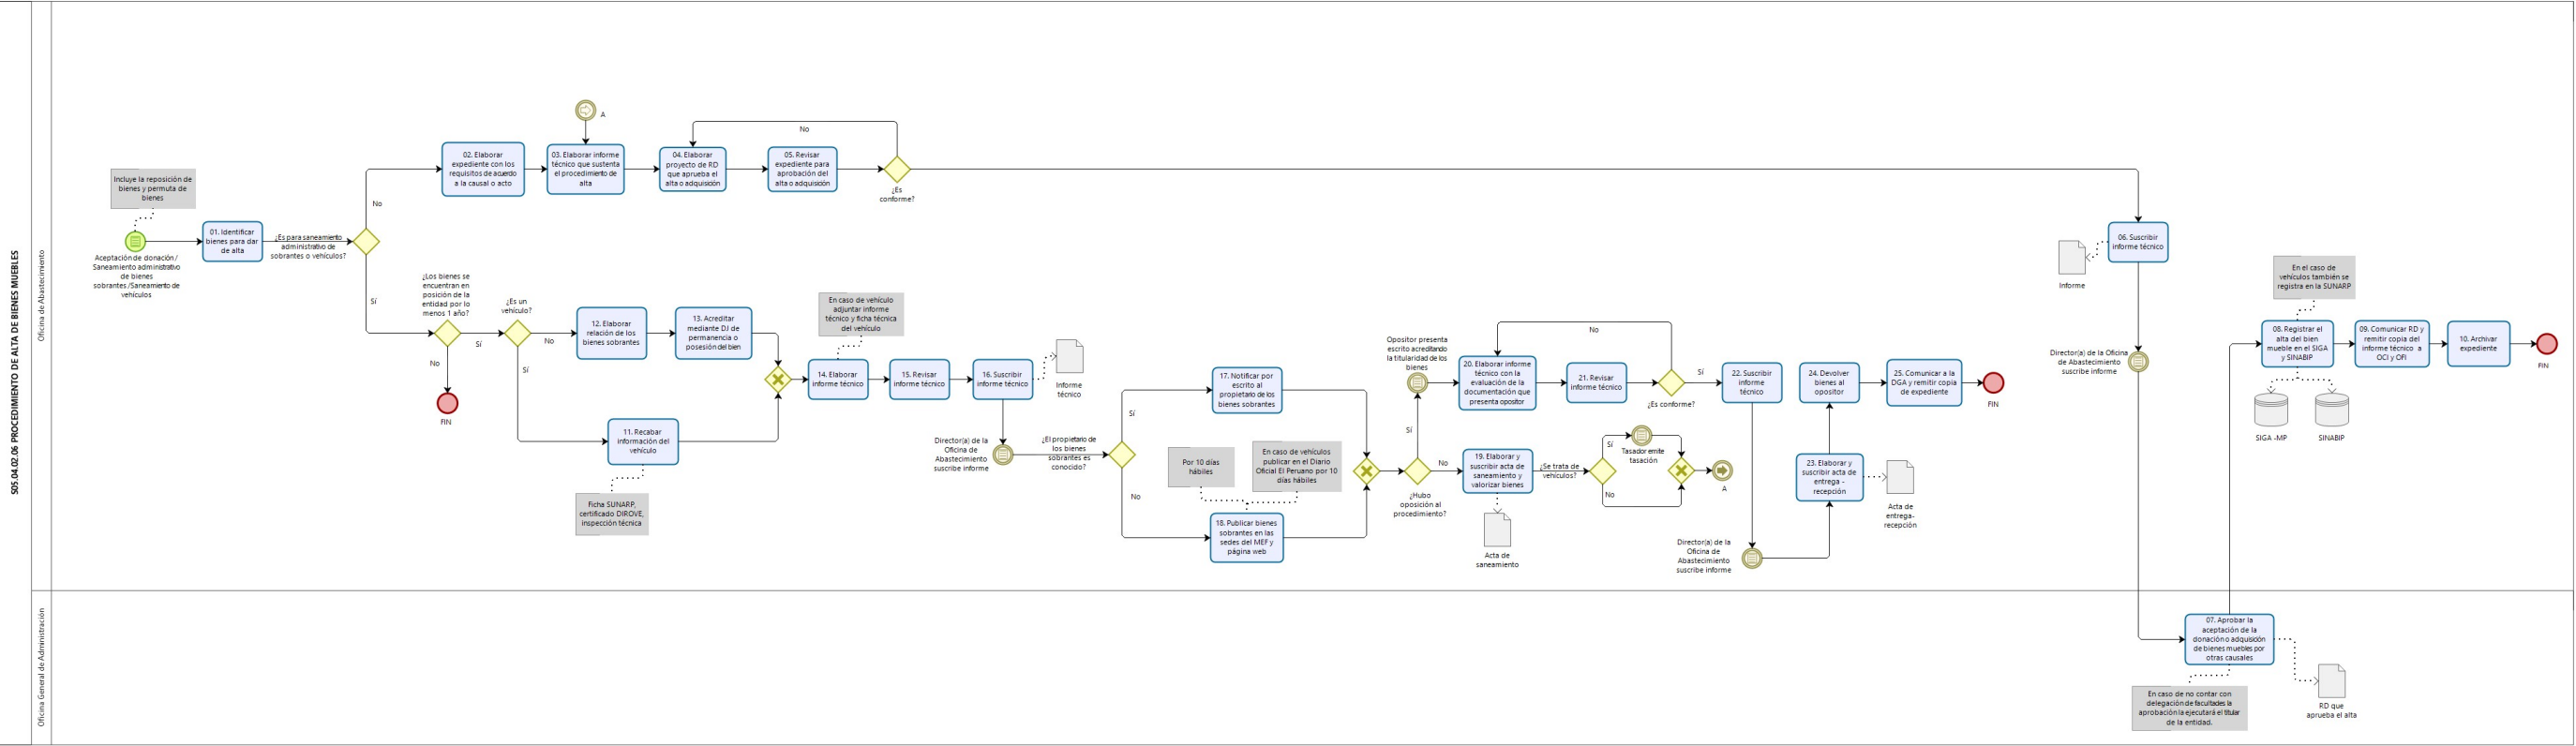 S05.04.02.06 PROCEDIMIENTO DE ALTA DE BIENES MUEBLES
Oficina de Abastecimiento
Incluye la reposición de
bienes y permuta de
bienes
Aceptación de donación /
Saneamiento administrativo
de bienes
sobrantes /Saneamiento de
vehículos
01. Identificar
bienes para dar
de alta
¿Es para saneamiento
administrativo de
sobrantes o vehículos?
No
Sí
A
02. Elaborar
expediente con los
requisitos de acuerdo
a la causal o acto
03. Elaborar informe
técnico que sustenta
el procedimiento de
alta
04. Elaborar
proyecto de RD
que aprueba el
alta o adquisición
05. Revisar
expediente para
aprobación del
alta o adquisición
No
¿Es
conforme?
¿Los bienes se
encuentran en
posición de la
entidad por lo
menos 1 año?
No
Sí
FIN
¿Es un
vehículo?
No
Sí
12. Elaborar
relación de los
bienes sobrantes
13. Acreditar
mediante DJ de
permanencia o
posesión del bien
11. Recabar
información del
vehículo
Ficha SUNARP,
certificado DIROVE,
inspección técnica
En caso de vehículo
adjuntar informe
técnico y ficha técnica
del vehículo
14. Elaborar
informe técnico
15. Revisar
informe técnico
16. Suscribir
informe técnico
Informe
técnico
Director(a) de la
Oficina de
Abastecimiento
suscribe informe
¿El propietario de
los bienes
sobrantes es
conocido?
Sí
No
17. Notificar por
escrito al
propietario de los
bienes sobrantes
Por 10 días
hábiles
En caso de vehículos
publicar en el Diario
Oficial El Peruano por 10
días hábiles
18. Publicar bienes
sobrantes en las
sedes del MEF y
página web
¿Hubo
oposición al
procedimiento?
Sí
No
Opositor presenta
escrito acreditando
la titularidad de los
bienes
20. Elaborar informe
técnico con la
evaluación de la
documentación que
presenta opositor
21. Revisar
informe técnico
No
¿Es conforme?
Sí
22. Suscribir
informe
técnico
19. Elaborar y
suscribir acta de
saneamiento y
valorizar bienes
Acta de
saneamiento
¿Se trata de
vehículos?
Sí
No
Tasador emite
tasación
A
Director(a) de la
Oficina de
Abastecimiento
suscribe informe
23. Elaborar y
suscribir acta de
entrega -
recepción
Acta de
entrega-
recepción
24. Devolver
bienes al
opositor
25. Comunicar a la
DGA y remitir copia
de expediente
FIN
06. Suscribir
informe técnico
Informe
Director(a) de la Oficina
de Abastecimiento
suscribe informe
En el caso de
vehículos también se
registra en la SUNARP
08. Registrar el
alta del bien
mueble en el SIGA
y SINABIP
SIGA -MP
SINABIP
09. Comunicar RD y
remitir copia del
informe técnico a
OCI y OFI
10. Archivar
expediente
FIN
Oficina General de Administración
07. Aprobar la
aceptación de la
donación o adquisición
de bienes muebles por
otras causales
En caso de no contar con
delegación de facultades la
aprobación la ejecutará el titular
de la entidad.
RD que
aprueba el alta